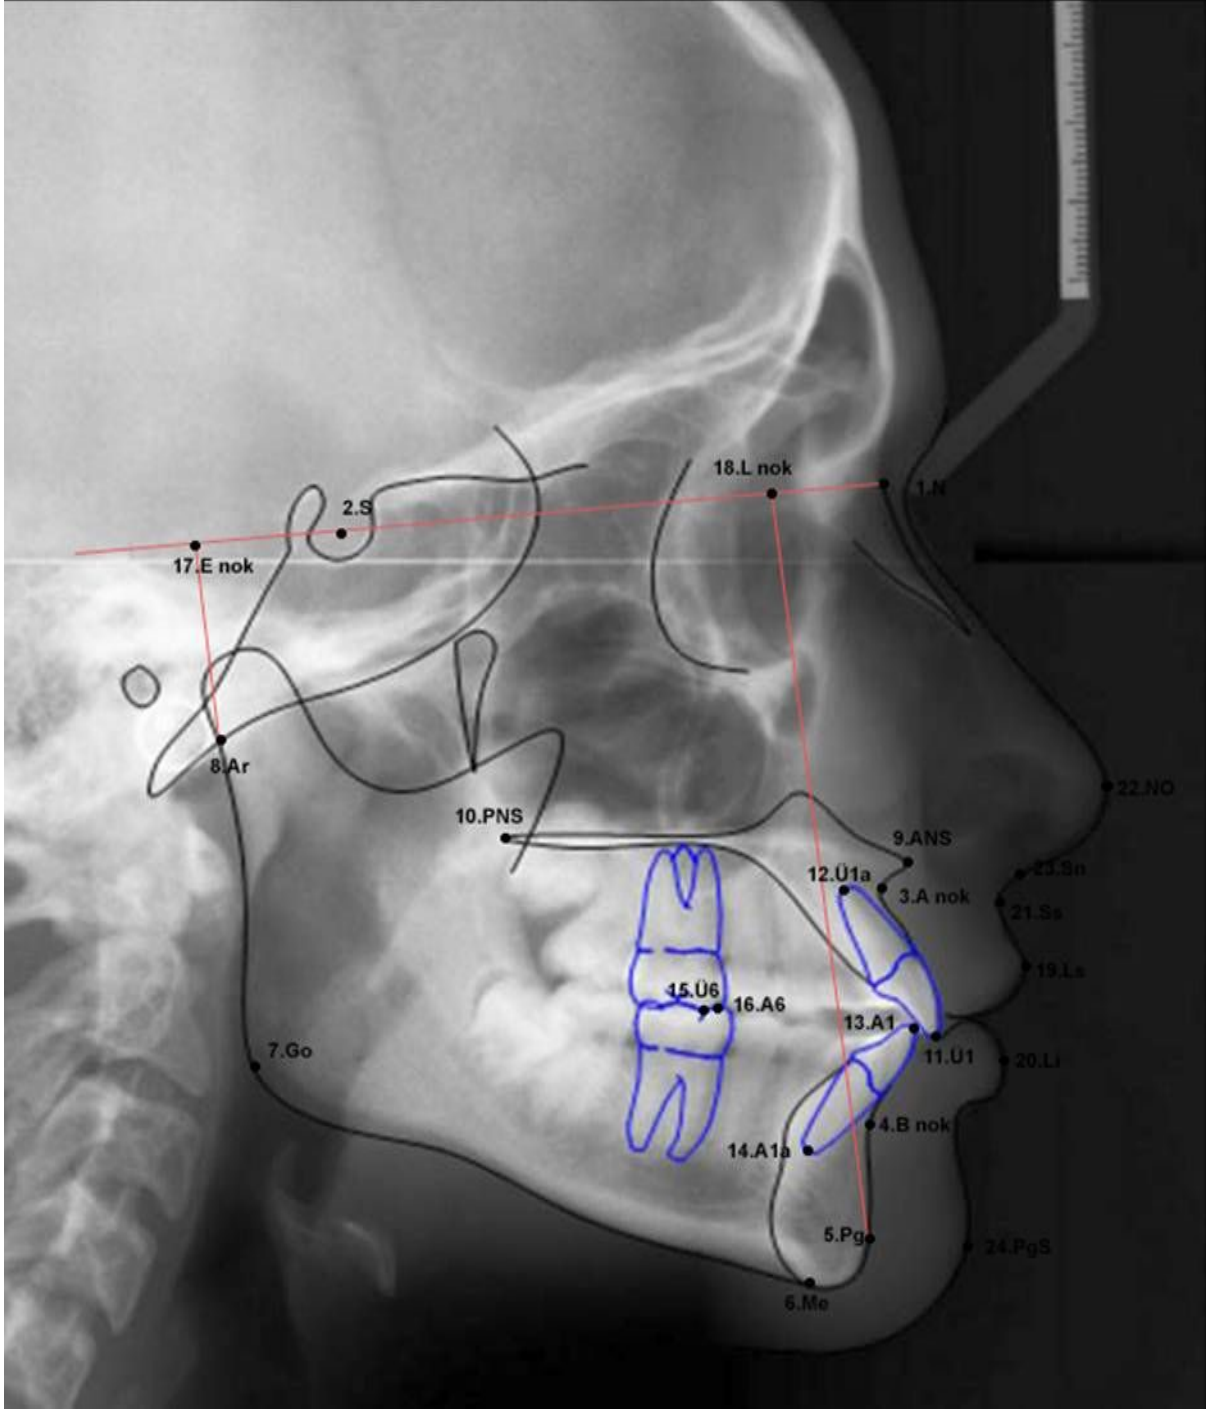 18.L nok
1.N
2.S
17.E nok
8.Ar
22.NO
10.PNS
9.ANS
23.Sn
12.Ü1a
3.A nok
21.Ss
19.Ls
15.Ü6
16.A6
13.A1
11.Ü1
7.Go
20.Li
4.B nok
14.A1a
5.Pg
24.PgS
6.Me